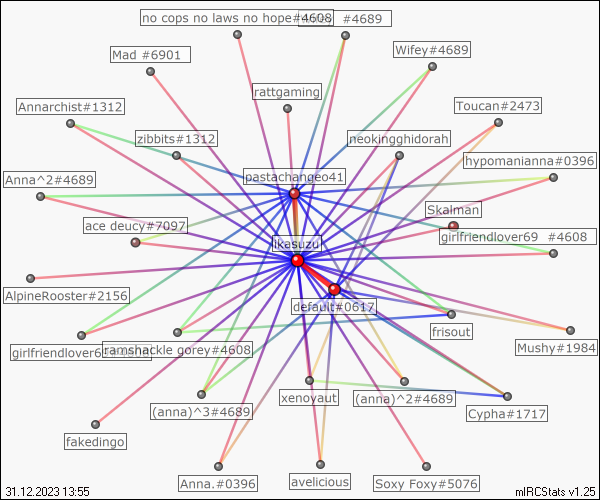 no cops no laws no hope#4608
#4689
Wifey#4689
Mad #6901
rattgaming
Annarchist#1312
Toucan#2473
zibbits#1312
neokingghidorah
hypomanianna#0396
pastachangeo41
Anna^2#4689
Skalman
ace deucy#7097
girlfriendlover69 #4608
likasuzu
AlpineRooster#2156
default#0617
frisout
Mushy#1984
girlfriendlover
ramshackle gorey#4608
xenoyaut
(anna)^2#4689
(anna)^3#4689
Cypha#1717
fakedingo
Anna.#0396
avelicious
Soxy Foxy#5076
31.12.2023 13:55
mIRCStats v1.25